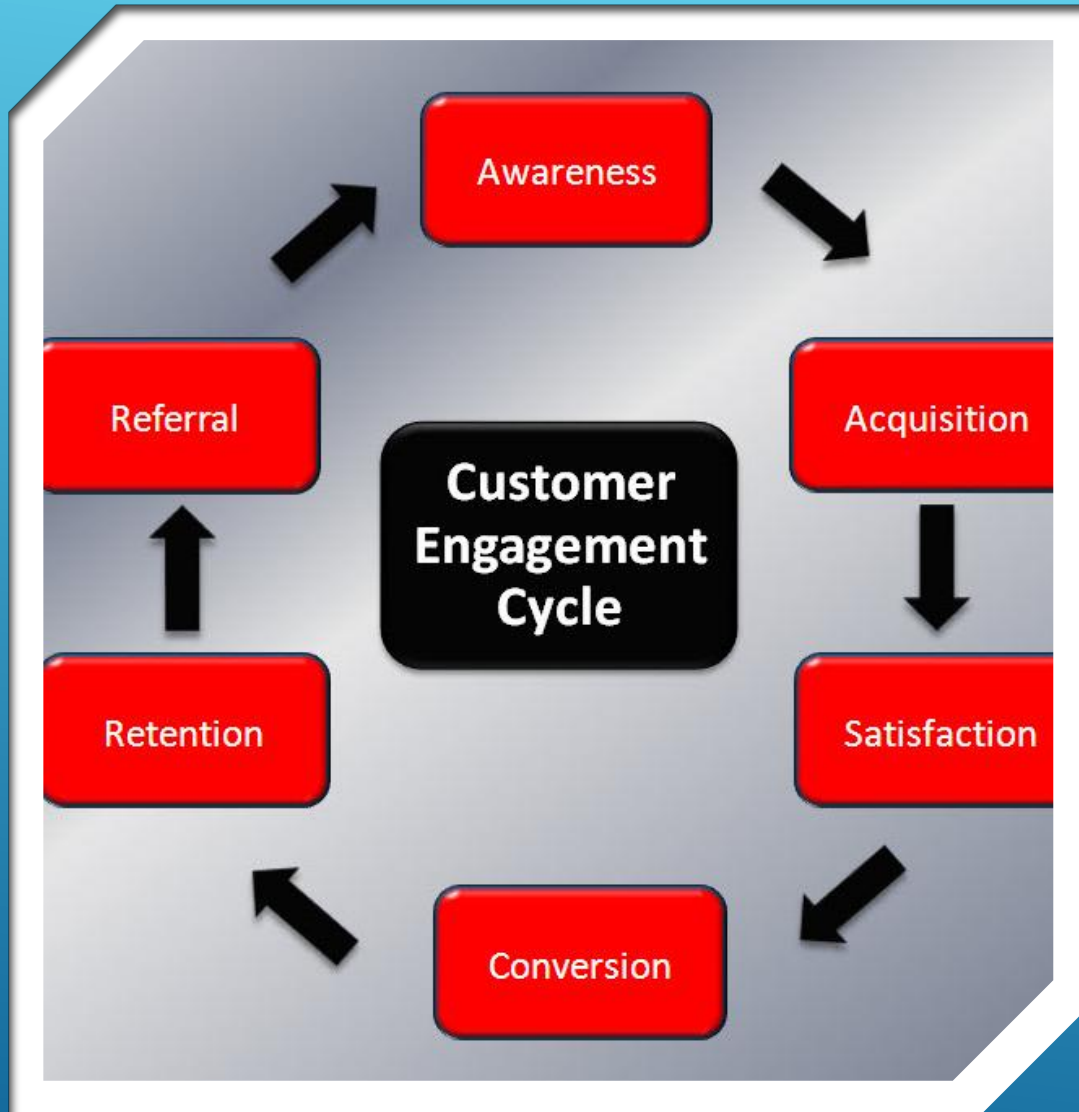 Awareness
Referral
Acquisition
Customer
Engagement
Cycle
Retention
Satisfaction
Conversion